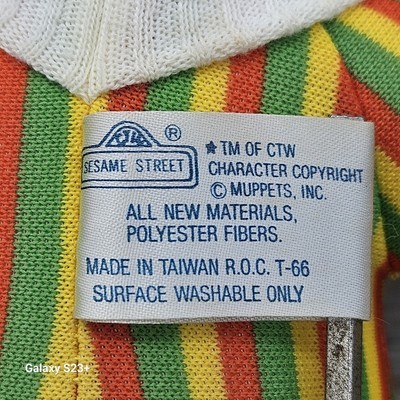 ®
SESAME STREET
★ TM OF CTW
CHARACTER COPYRIGHT
© MUPPETS, INC.
ALL NEW MATERIALS,
POLYESTER FIBERS.
MADE IN TAIWAN R.O.C. T-66
SURFACE WASHABLE ONLY
Galaxy S23+